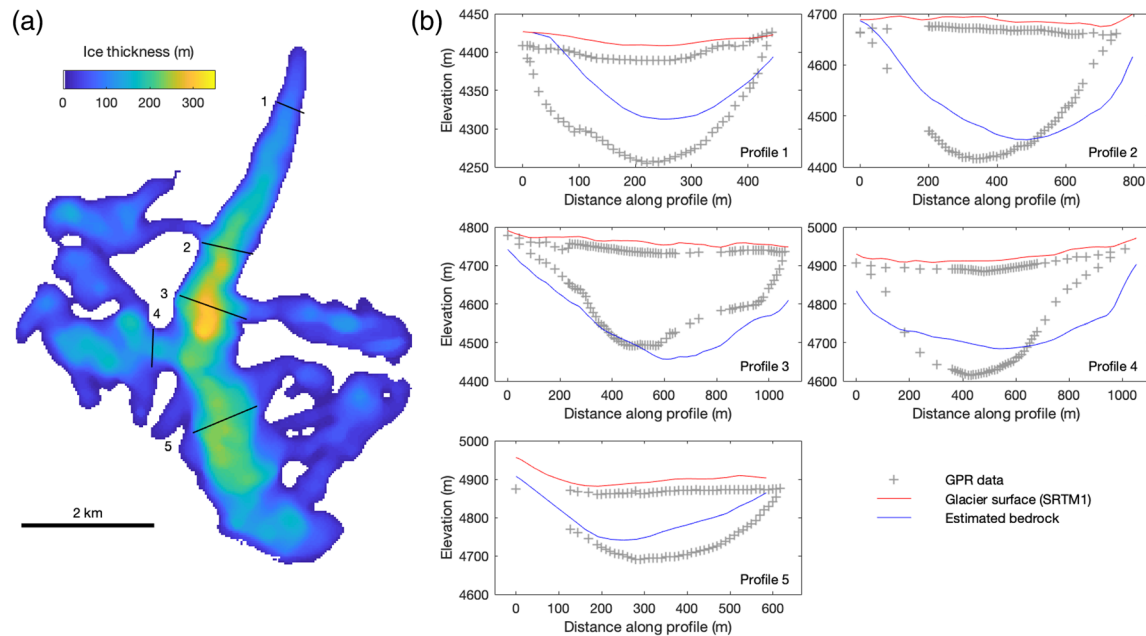 (a)
Ice thickness (m)
0 100 200 300
1
2
3
4
5
2 km
(b)
4450
4400
4350
4300
4250
Elevation (m)
0 100 200 300 400
Distance along profile (m)
Profile 1
4700
4600
4500
4400
Elevation (m)
0 200 400 600 800
Distance along profile (m)
Profile 2
4800
4700
4600
4500
4400
Elevation (m)
0 200 400 600 800 1000
Distance along profile (m)
Profile 3
5000
4900
4800
4700
4600
Elevation (m)
0 200 400 600 800 1000
Distance along profile (m)
Profile 4
5000
4900
4800
4700
4600
Elevation (m)
0 100 200 300 400 500 600
Distance along profile (m)
Profile 5
GPR data
Glacier surface (SRTM1)
Estimated bedrock